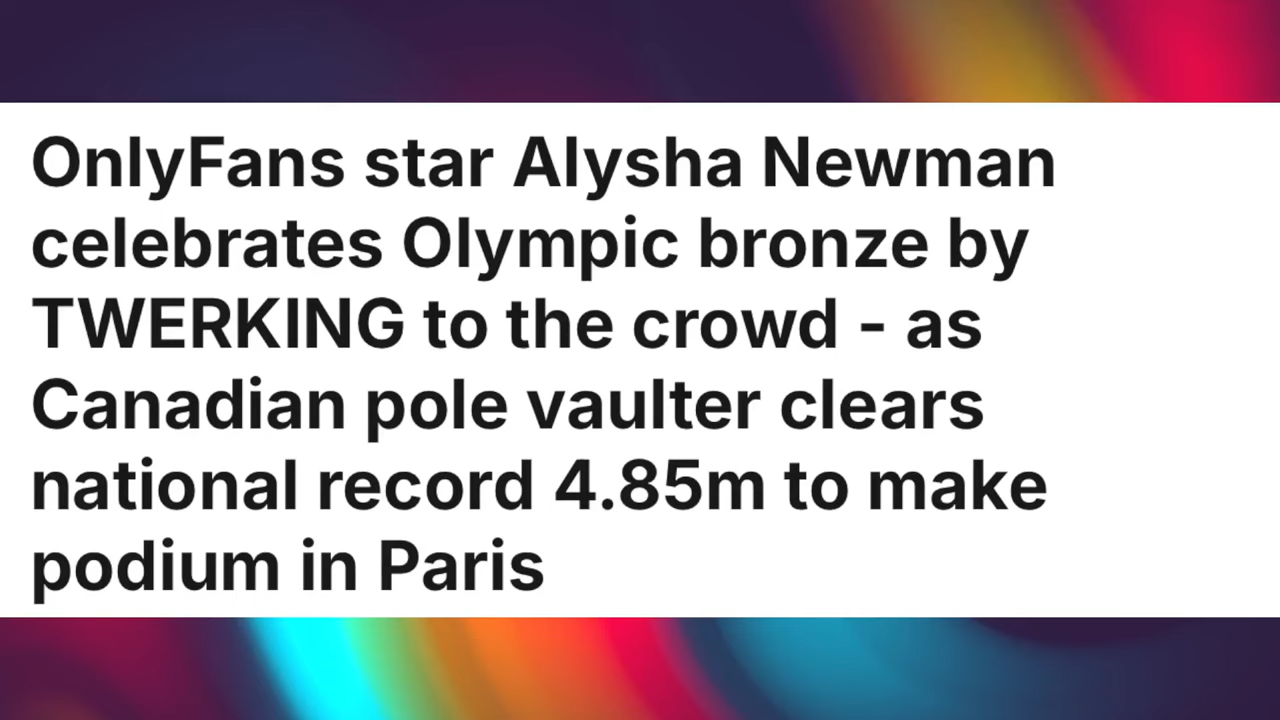 OnlyFans star Alysha Newman
celebrates Olympic bronze by
TWERKING to the crowd - as
Canadian pole vaulter clears
national record 4.85m to make
podium in Paris